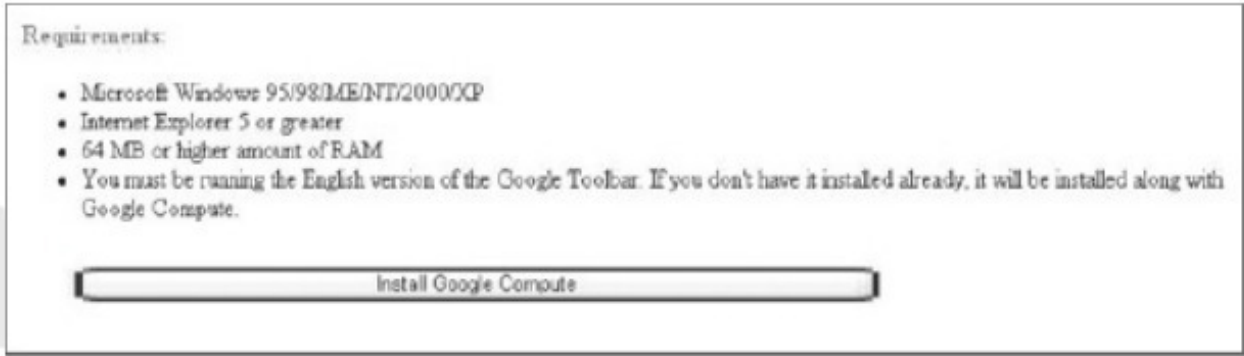 Requirements:
• Microsoft Windows 95/98/ME/NT/2000/XP
• Internet Explorer 5 or greater
• 64 MB or higher amount of RAM
• You must be running the English version of the Google Toolbar. If you don't have it installed already, it will be installed along with
Google Compute.
Install Google Compute